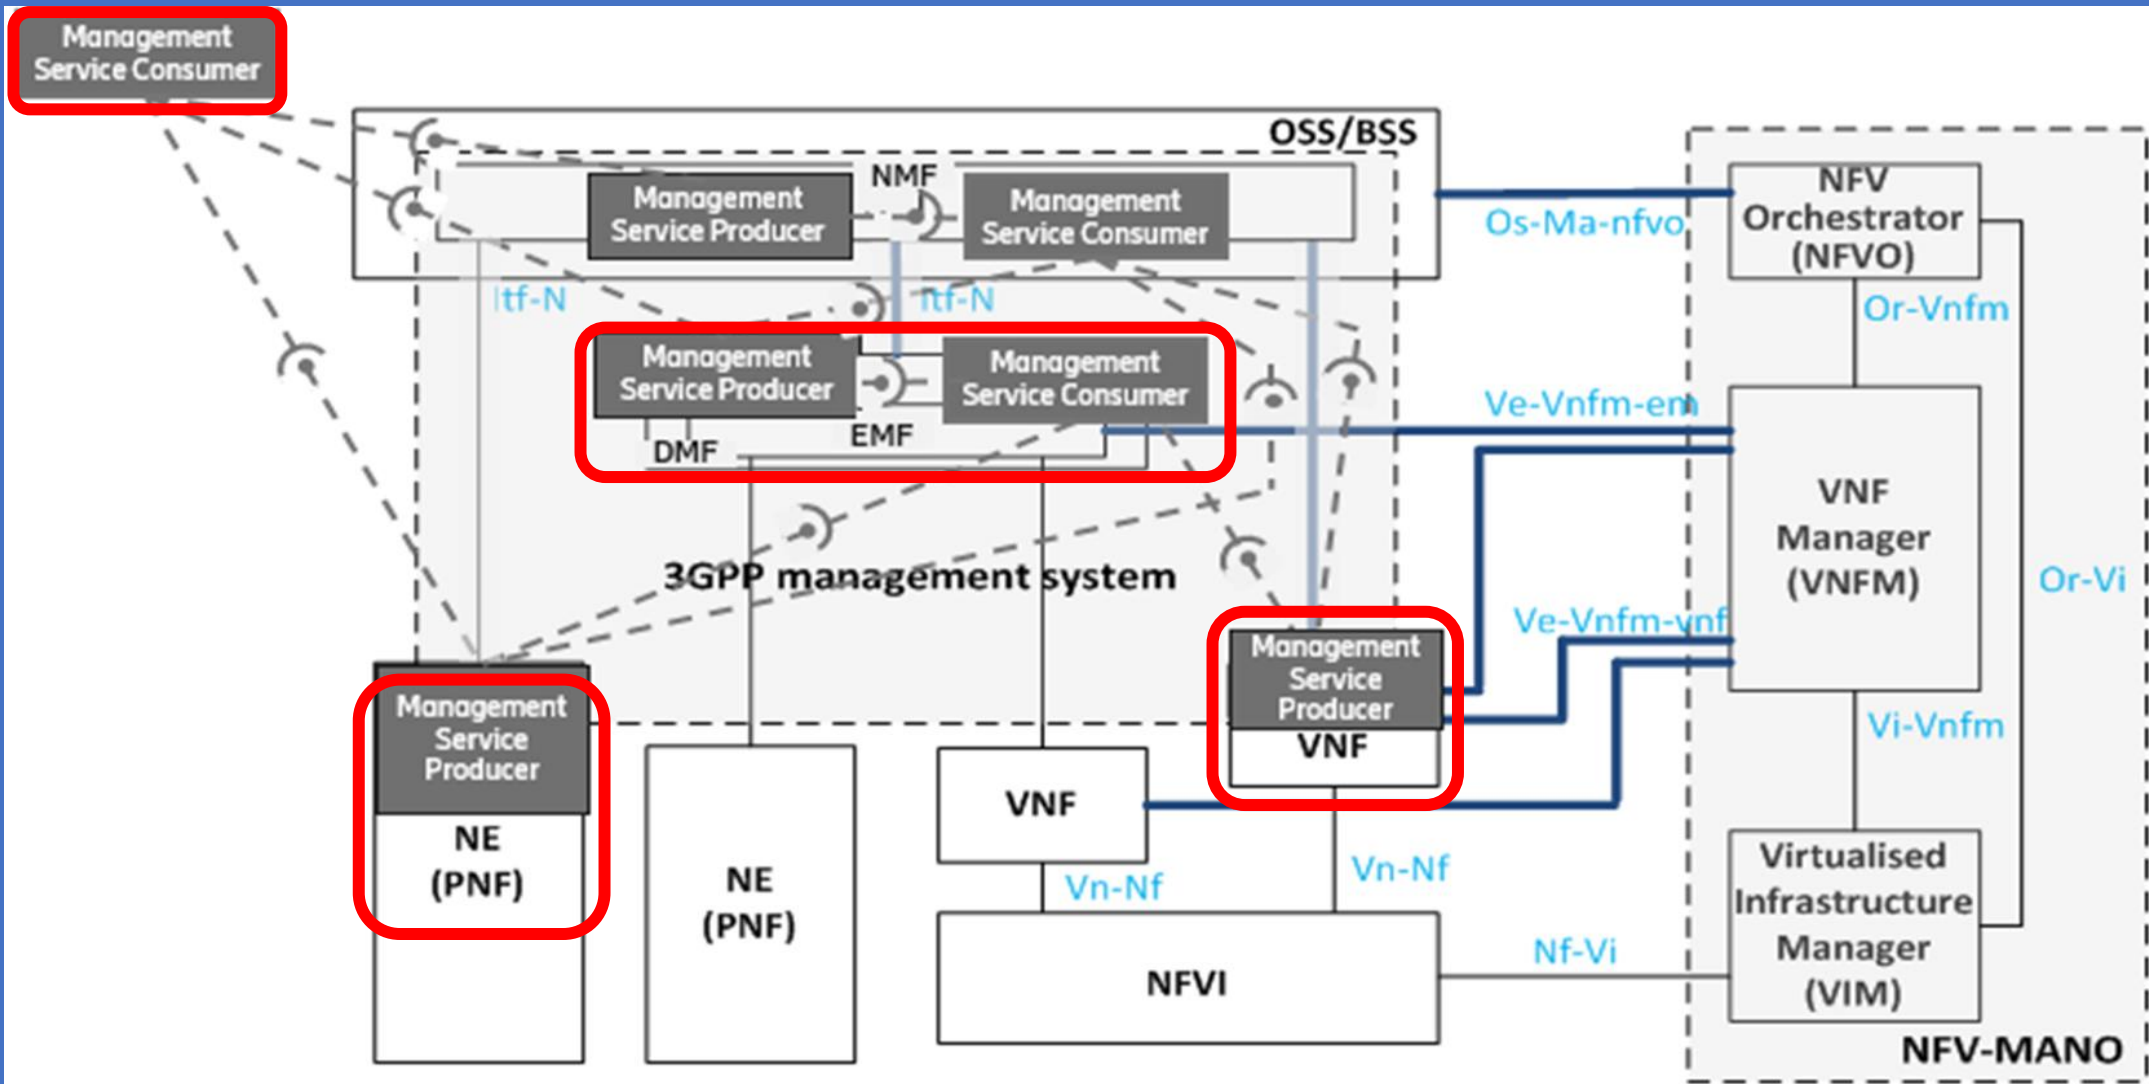 Management
Service Consumer
OSS/BSS
NMF
Management
Service Producer
Management
Service Consumer
Itf-N
Itf-N
Management
Service Producer
Management
Service Consumer
DMF
EMF
3GPP management system
Management
Service
Producer
NE
(PNF)
NE
(PNF)
VNF
Vn-Nf
Management
Service
Producer
VNF
Vn-Nf
NFVI
Os-Ma-nfvo
Ve-Vnfm-em
Ve-Vnfm-vnf
Nf-Vi
NFV
Orchestrator
(NFVO)
Or-Vnfm
VNF
Manager
(VNFM)
Or-Vi
Vi-Vnfm
Virtualised
Infrastructure
Manager
(VIM)
NFV-MANO